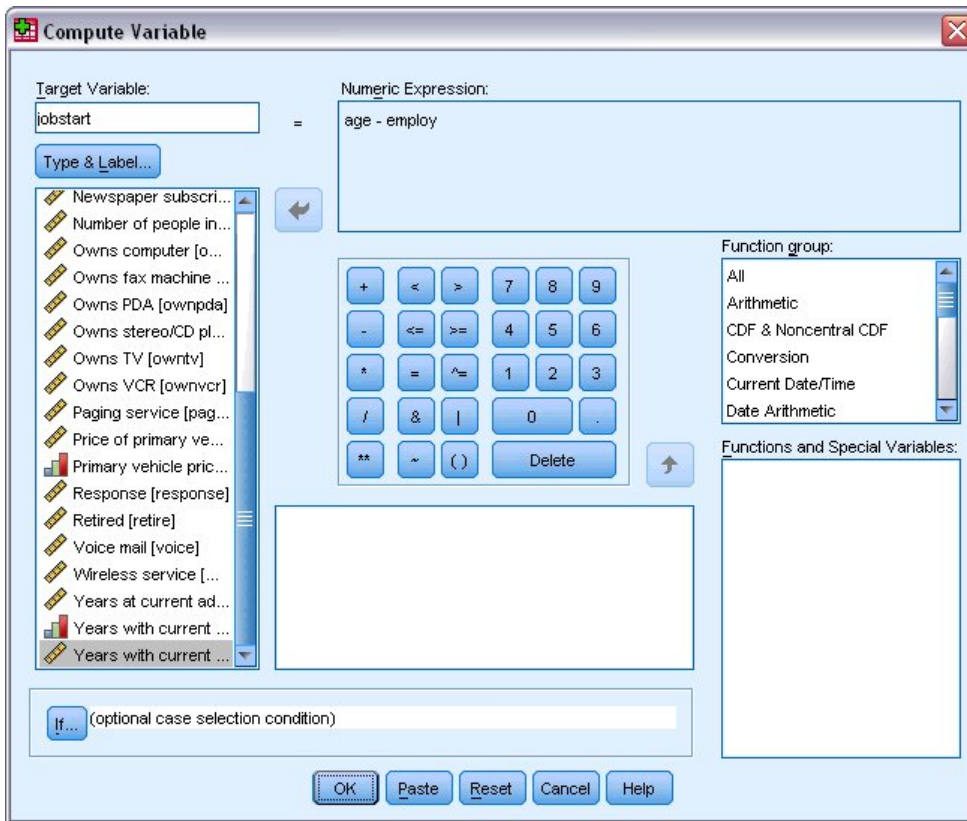 Compute Variable
Target Variable:
jobstart
=
Numeric Expression:
age - employ
Type & Label...
Newspaper subscri...
Number of people in...
Owns computer [o...
Owns fax machine ...
Owns PDA [ownpda]
Owns stereo/CD pl...
Owns TV [owntv]
Owns VCR [ownvcr]
Paging service [pag...
Price of primary ve...
Primary vehicle pric...
Response [response]
Retired [retire]
Voice mail [voice]
Wireless service [...
Years at current ad...
Years with current ...
Years with current ...
+ < > 7 8 9
- <= >= 4 5 6
* = ^= 1 2 3
/ & | 0 .
** ~ ( ) Delete
Function group:
All
Arithmetic
CDF & Noncentral CDF
Conversion
Current Date/Time
Date Arithmetic
Functions and Special Variables:
If... (optional case selection condition)
OK Paste Reset Cancel Help